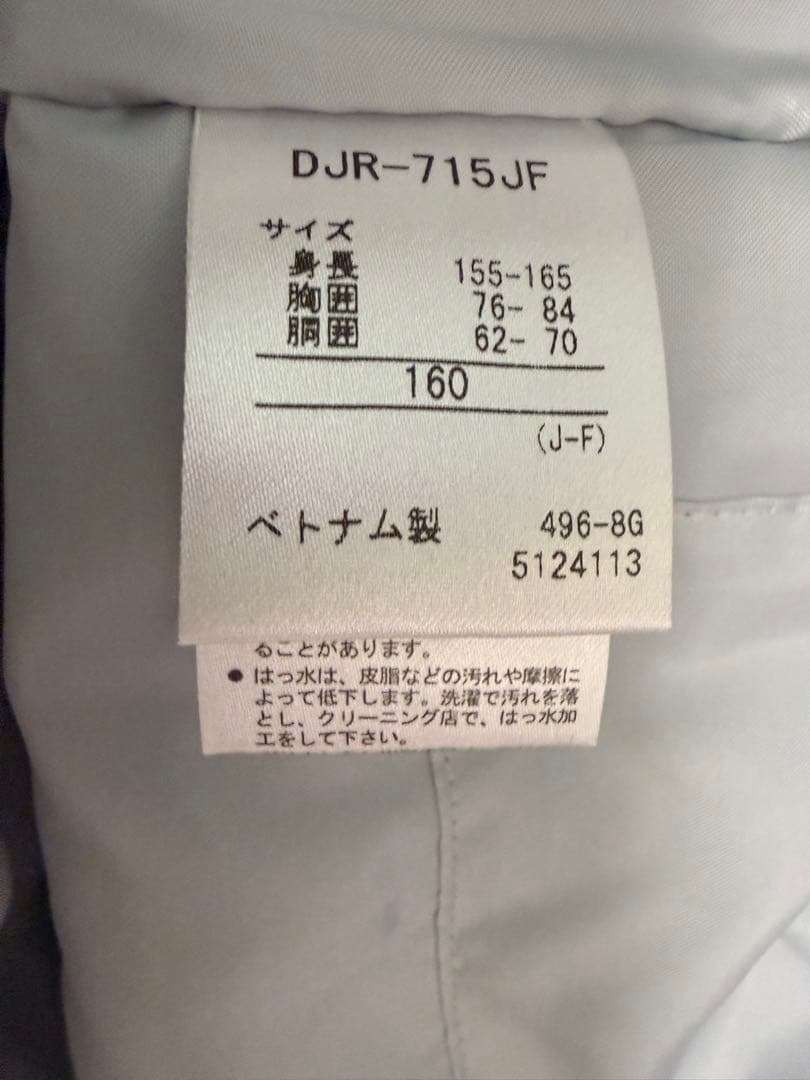 DJR-715JF
サイズ
身長 155-165
胸囲 76- 84
胴囲 62- 70
160
(J-F)
ベトナム製 496-8G
5124113
ることがあります。
● はっ水は、皮脂などの汚れや摩擦に
よって低下します。洗濯で汚れを落
とし、クリーニング店で、はっ水加
工をして下さい。